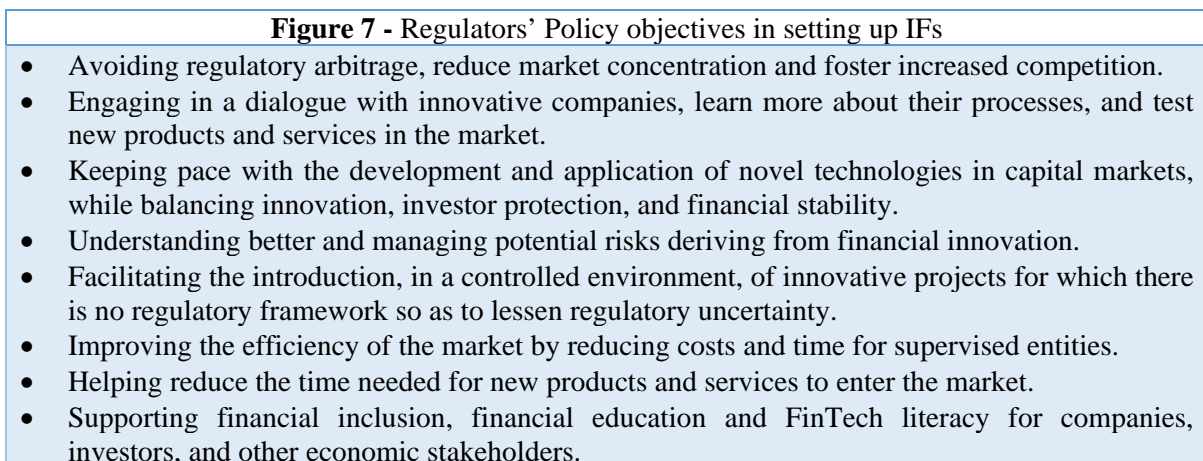 Figure 7 - Regulators’ Policy objectives in setting up IFs
• Avoiding regulatory arbitrage, reduce market concentration and foster increased competition.
• Engaging in a dialogue with innovative companies, learn more about their processes, and test
new products and services in the market.
• Keeping pace with the development and application of novel technologies in capital markets,
while balancing innovation, investor protection, and financial stability.
• Understanding better and managing potential risks deriving from financial innovation.
• Facilitating the introduction, in a controlled environment, of innovative projects for which there
is no regulatory framework so as to lessen regulatory uncertainty.
• Improving the efficiency of the market by reducing costs and time for supervised entities.
• Helping reduce the time needed for new products and services to enter the market.
• Supporting financial inclusion, financial education and FinTech literacy for companies,
investors, and other economic stakeholders.